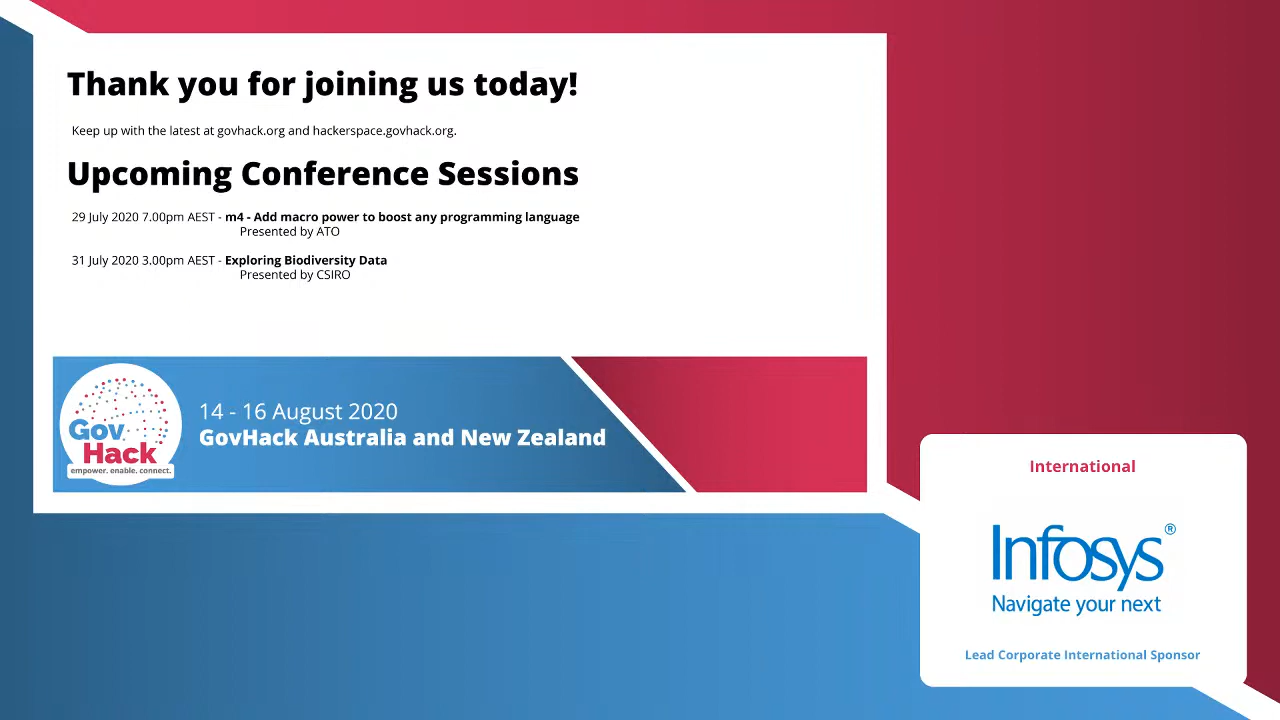 Thank you for joining us today!
Keep up with the latest at govhack.org and hackerspace.govhack.org.
Upcoming Conference Sessions
29 July 2020 7.00pm AEST - m4 - Add macro power to boost any programming language
Presented by ATO
31 July 2020 3.00pm AEST - Exploring Biodiversity Data
Presented by CSIRO
Gov
Hack
empower. enable. connect.
14 - 16 August 2020
GovHack Australia and New Zealand
International
Infosys®
Navigate your next
Lead Corporate International Sponsor